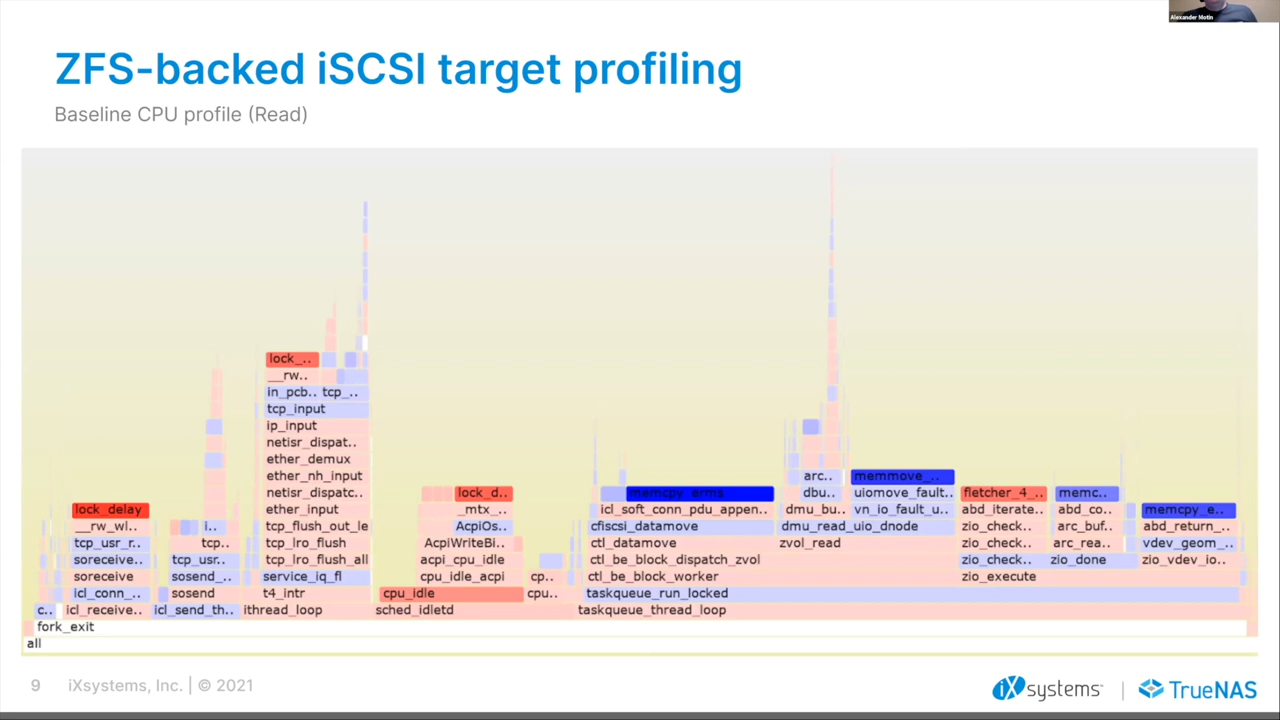 Alexander Motin
ZFS-backed iSCSI target profiling
Baseline CPU profile (Read)
lock_..
__rw..
in_pcb.. tcp_..
tcp_input
ip_input
netisr_dispat..
ether_demux
ether_nh_input arc.. memmove_..
netisr_dispatc.. lock_d.. memcpy_erms dbu.. uiomove_fault.. fletcher_4_.. memc..
lock_delay ether_input _mtx_.. icl_soft_conn_pdu_appen.. dmu_bu.. vn_io_fault_u.. abd_iterate.. abd_co.. memcpy_e..
__rw_wl.. i.. tcp_flush_out_le AcpiOs.. cfiscsi_datamove dmu_read_uio_dnode zio_check.. arc_buf.. abd_return_..
tcp_usr_r.. tcp.. tcp_lro_flush AcpiWriteBi.. ctl_datamove zvol_read zio_check.. arc_rea.. vdev_geom_..
soreceive.. tcp_usr.. tcp_lro_flush_all acpi_cpu_idle ctl_be_block_dispatch_zvol zio_check.. zio_done zio_vdev_io..
soreceive sosend_.. service_iq_fl cpu_idle_acpi cp.. ctl_be_block_worker zio_execute
icl_conn_.. sosend t4_intr cpu_idle cpu.. taskqueue_run_locked
c.. icl_receive.. icl_send_th.. ithread_loop sched_idletd taskqueue_thread_loop
fork_exit
all
9 iXsystems, Inc. | © 2021
iXsystems | TrueNAS